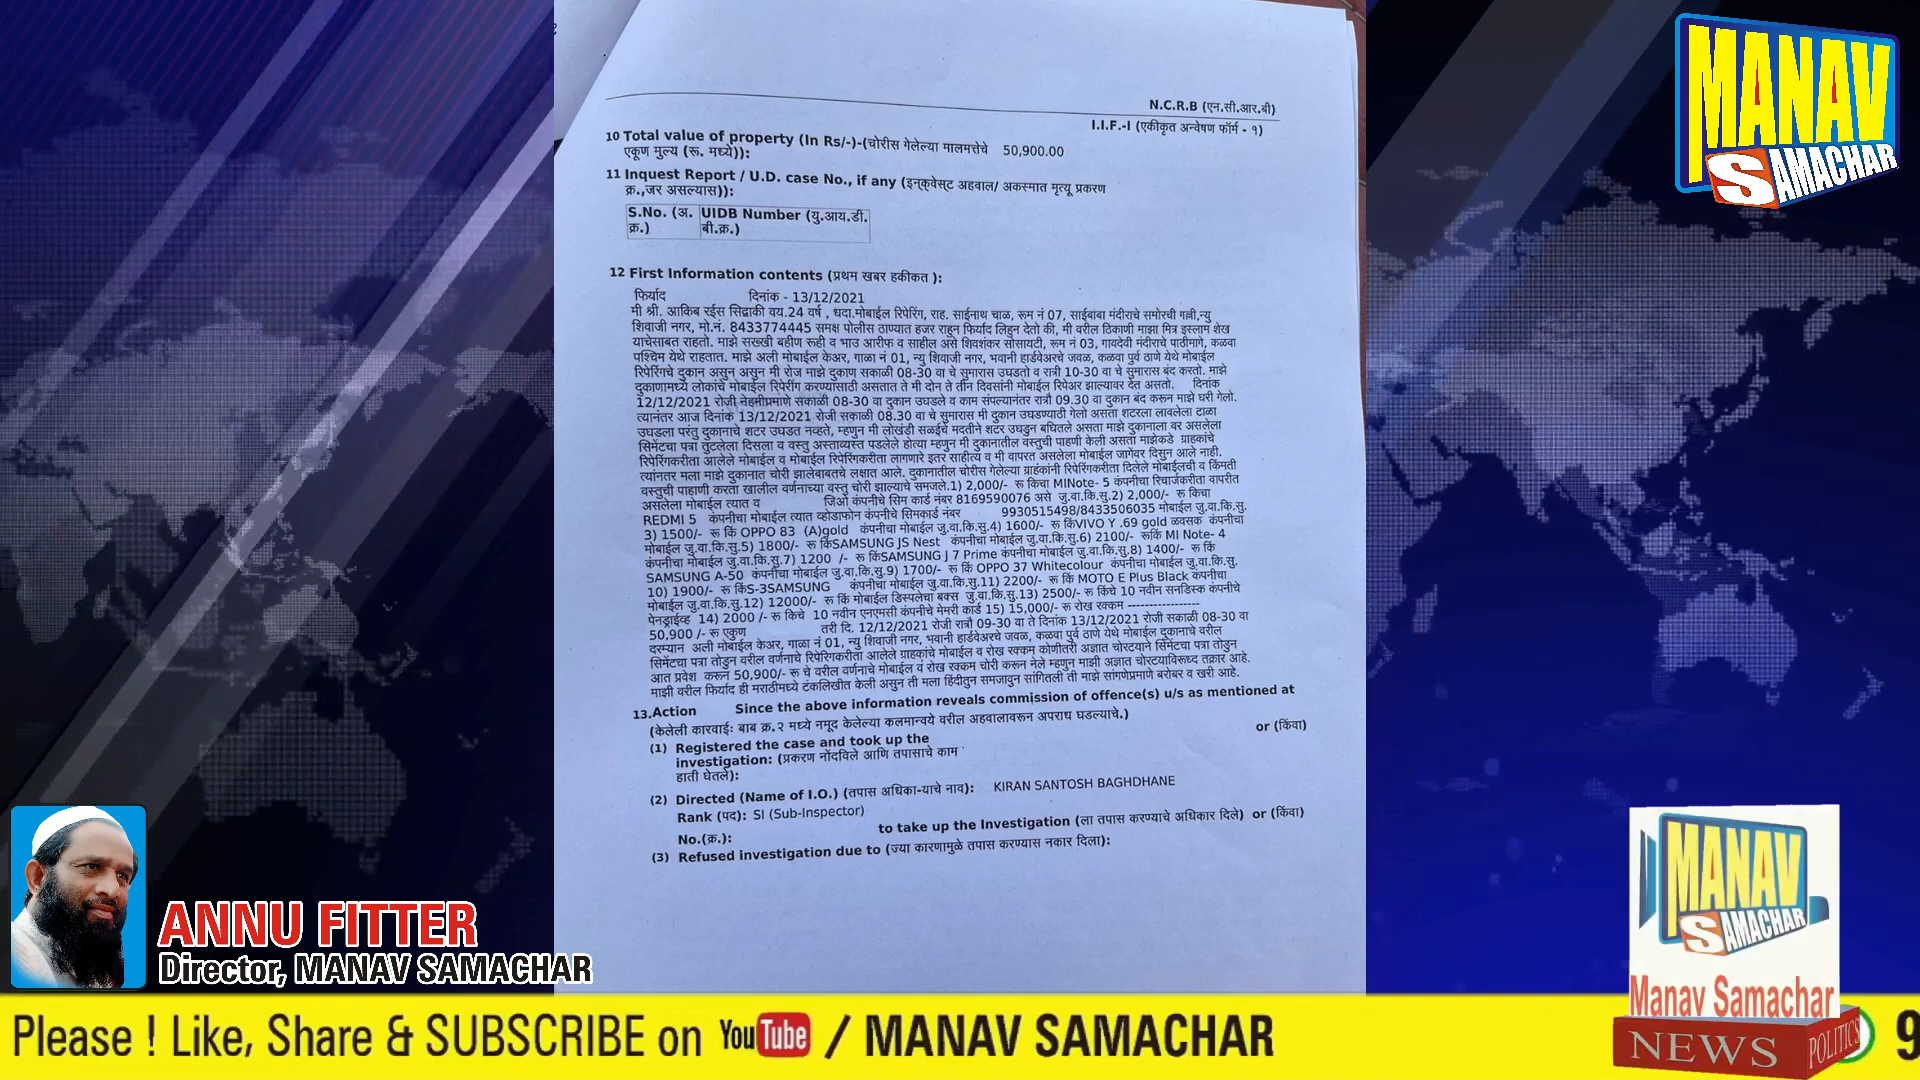 N.C.R.B (एन.सी.आर.बी)
I.I.F.-I (एकीकृत अन्वेषण फॉर्म - १)
10 Total value of property (In Rs/-)-(चोरीस गेलेल्या मालमत्तेचे 50,900.00
एकूण मुल्य (रू. मध्ये)):
11 Inquest Report / U.D. case No., if any (इन्क्वेस्ट अहवाल/ अकस्मात मृत्यू प्रकरण
क्र.,जर असल्यास)):
S.No. (अ. UIDB Number (यु.आय.डी.
क्र.) बी.क्र.)
12 First Information contents (प्रथम खबर हकीकत ):
फिर्याद दिनांक - 13/12/2021
मी श्री. आकिब रईस सिद्दाकी वय.24 वर्ष , धदा.मोबाईल रिपेरिंग, राह. साईनाथ चाळ, रूम नं 07, साईबाबा मंदीराचे समोरची गल्ली,न्यु
शिवाजी नगर, मो.नं. 8433774445 समक्ष पोलीस ठाण्यात हजर राहुन फिर्याद लिहुन देतो की, मी वरील ठिकाणी माझा मित्र इस्लाम शेख
याचेसाबत राहतो. माझे सख्खी बहीण रूही व भाउ आरीफ व साहील असे शिवशंकर सोसायटी, रूम नं 03, गावदेवी मंदीराचे पाठीमागे, कळवा
पश्चिम येथे राहतात. माझे अली मोबाईल केअर, गाळा नं 01, न्यु शिवाजी नगर, भवानी हार्डवेअरचे जवळ, कळवा पुर्व ठाणे येथे मोबाईल
रिपेरिंगचे दुकान असुन असुन मी रोज माझे दुकान सकाळी 08-30 वा चे सुमारास उघडतो व रात्री 10-30 वा चे सुमारास बंद करतो. माझे
दुकाणामध्ये लोकांचे मोबाईल रिपेरींग करण्यासाठी असतात ते मी दोन ते तीन दिवसांनी मोबाईल रिपेअर झाल्यावर देत असतो. दिनांक
12/12/2021 रोजी नेहमीप्रमाणे सकाळी 08-30 वा दुकान उघडले व काम संपल्यानंतर रात्रौ 09.30 वा दुकान बंद करून माझे घरी गेलो.
त्यानंतर आज दिनांक 13/12/2021 रोजी सकाळी 08.30 वा चे सुमारास मी दुकान उघडण्याठी गेलो असता शटरला लावलेला टाळा
उघडला परंतु दुकानाचे शटर उघडत नव्हते, म्हणुन मी लोखंडी सळईचे मदतीने शटर उघडुन बघितले असता माझे दुकानाला वर असलेला
सिमेंटचा पत्रा तुटलेला दिसला व वस्तु अस्ताव्यस्त पडलेले होत्या म्हणुन मी दुकानातील वस्तुची पाहणी केली असता माझेकडे ग्राहकांचे
रिपेरिंगकरीता आलेले मोबाईल व मोबाईल रिपेरिंगकरीता लागणारे इतर साहीत्य व मी वापरत असलेला मोबाईल जागेवर दिसुन आले नाही.
त्यांनतर मला माझे दुकानात चोरी झालेबाबतचे लक्षात आले. दुकानातील चोरीस गेलेल्या ग्राहंकांनी रिपेरिंगकरीता दिलेले मोबाईलची व किंमती
वस्तुची पाहाणी करता खालील वर्णनाच्या वस्तु चोरी झाल्याचे समजले.1) 2,000/- रू किचा MINote- 5 कंपनीचा रिचार्जकरीता वापरीत
असलेला मोबाईल त्यात व जिओ कंपनीचे सिम कार्ड नंबर 8169590076 असे जु.वा.कि.सु.2) 2,000/- रू किचा
REDMI 5 कंपनीचा मोबाईल त्यात व्होडाफोन कंपनीचे सिमकार्ड नंबर 9930515498/8433506035 मोबाईल जु.वा.कि.सु.
3) 1500/- रू किं OPPO 83 (A)gold कंपनीचा मोबाईल जु.वा.कि.सु.4) 1600/- रू किंVIVO Y .69 gold ळवसक कंपनीचा
मोबाईल जु.वा.कि.सु.5) 1800/- रू किंSAMSUNG JS Nest कंपनीचा मोबाईल जु.वा.कि.सु.6) 2100/- रूकिं MI Note- 4
कंपनीचा मोबाईल जु.वा.कि.सु.7) 1200 /- रू किंSAMSUNG J 7 Prime कंपनीचा मोबाईल जु.वा.कि.सु.8) 1400/- रू किं
SAMSUNG A-50 कंपनीचा मोबाईल जु.वा.कि.सु.9) 1700/- रू किं OPPO 37 Whitecolour कंपनीचा मोबाईल जु.वा.कि.सु.
10) 1900/- रू किंS-3SAMSUNG कंपनीचा मोबाईल जु.वा.कि.सु.11) 2200/- रू किं MOTO E Plus Black कंपनीचा
मोबाईल जु.वा.कि.सु.12) 12000/- रू किं मोबाईल डिस्पलेचा बक्स जु.वा.कि.सु.13) 2500/- रू किंचे 10 नवीन सनडिस्क कंपनीचे
पेनड्राईव्ह 14) 2000 /- रू किचे 10 नवीन एनएमसी कंपनीचे मेमरी कार्ड 15) 15,000/- रू रोख रक्कम ------------------
50,900 /- रू एकुण तरी दि. 12/12/2021 रोजी रात्रौ 09-30 वा ते दिनांक 13/12/2021 रोजी सकाळी 08-30 वा
दरम्यान अली मोबाईल केअर, गाळा नं 01, न्यु शिवाजी नगर, भवानी हार्डवेअरचे जवळ, कळवा पुर्व ठाणे येथे मोबाईल दुकानाचे वरील
सिमेंटचा पत्रा तोडुन वरील वर्णनाचे रिपेरिंगकरीता आलेले ग्राहकांचे मोबाईल व रोख रक्कम कोणीतरी अज्ञात चोरटयाने सिमेंटचा पत्रा तोडुन
आत प्रवेश करून 50,900/- रू चे वरील वर्णनाचे मोबाईल व रोख रक्कम चोरी करून नेले म्हणुन माझी अज्ञात चोरटयाविरूध्द तक्रार आहे.
माझी वरील फिर्याद ही मराठीमध्ये टंकलिखीत केली असुन ती मला हिंदीतुन समजावुन सांगितली ती माझे सांगणेप्रमाणे बरोबर व खरी आहे.
13.Action Since the above information reveals commission of offence(s) u/s as mentioned at
(केलेली कारवाई: बाब क्र.२ मध्ये नमूद केलेल्या कलमान्वये वरील अहवालावरून अपराध घडल्याचे.)
(1) Registered the case and took up the or (किंवा)
investigation: (प्रकरण नोंदविले आणि तपासाचे काम
हाती घेतले):
(2) Directed (Name of I.O.) (तपास अधिका-याचे नाव): KIRAN SANTOSH BAGHDHANE
Rank (पद): SI (Sub-Inspector)
No.(क्र.): to take up the Investigation (ला तपास करण्याचे अधिकार दिले) or (किंवा)
(3) Refused investigation due to (ज्या कारणामुळे तपास करण्यास नकार दिला):
MANAV
SAMACHAR
ANNU FITTER
Director, MANAV SAMACHAR
MANAV
SAMACHAR
Manav Samachar
NEWS POLITICS
Please ! Like, Share & SUBSCRIBE on YouTube / MANAV SAMACHAR 9